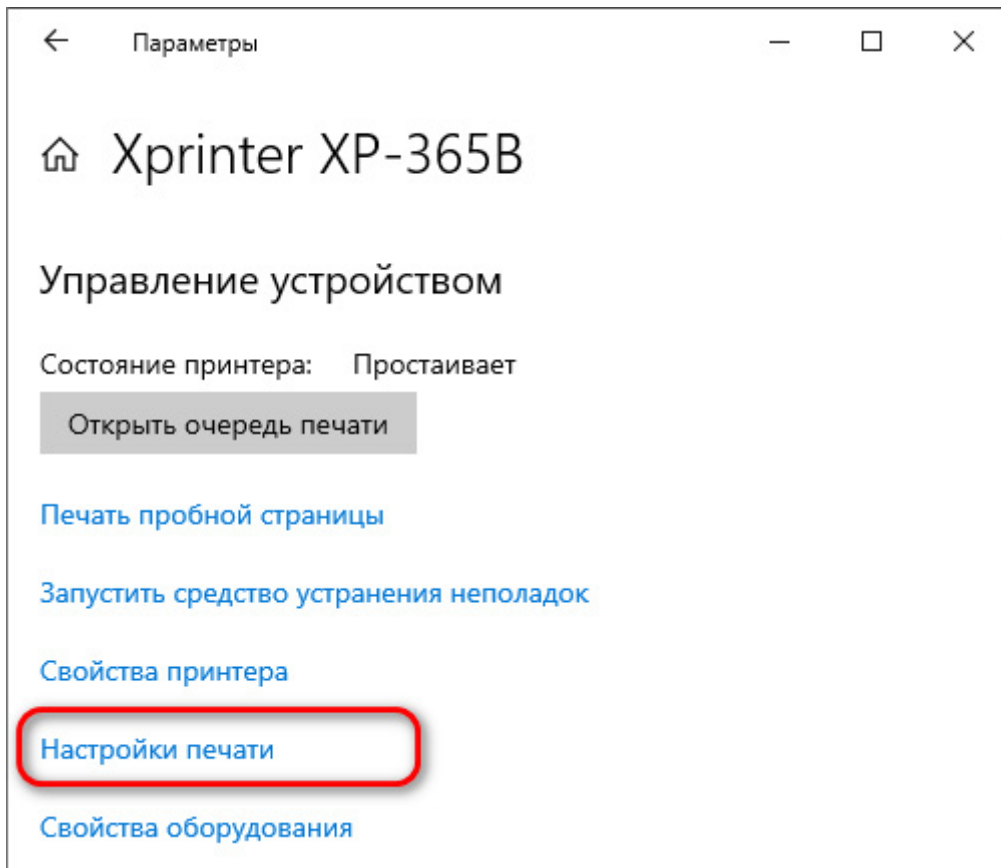 Параметры
Xprinter XP-365B
Управление устройством
Состояние принтера: Простаивает
Открыть очередь печати
Печать пробной страницы
Запустить средство устранения неполадок
Свойства принтера
Настройки печати
Свойства оборудования